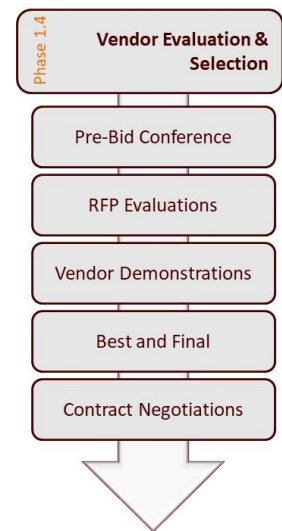 Phase 1.4
Vendor Evaluation &
Selection
Pre-Bid Conference
RFP Evaluations
Vendor Demonstrations
Best and Final
Contract Negotiations